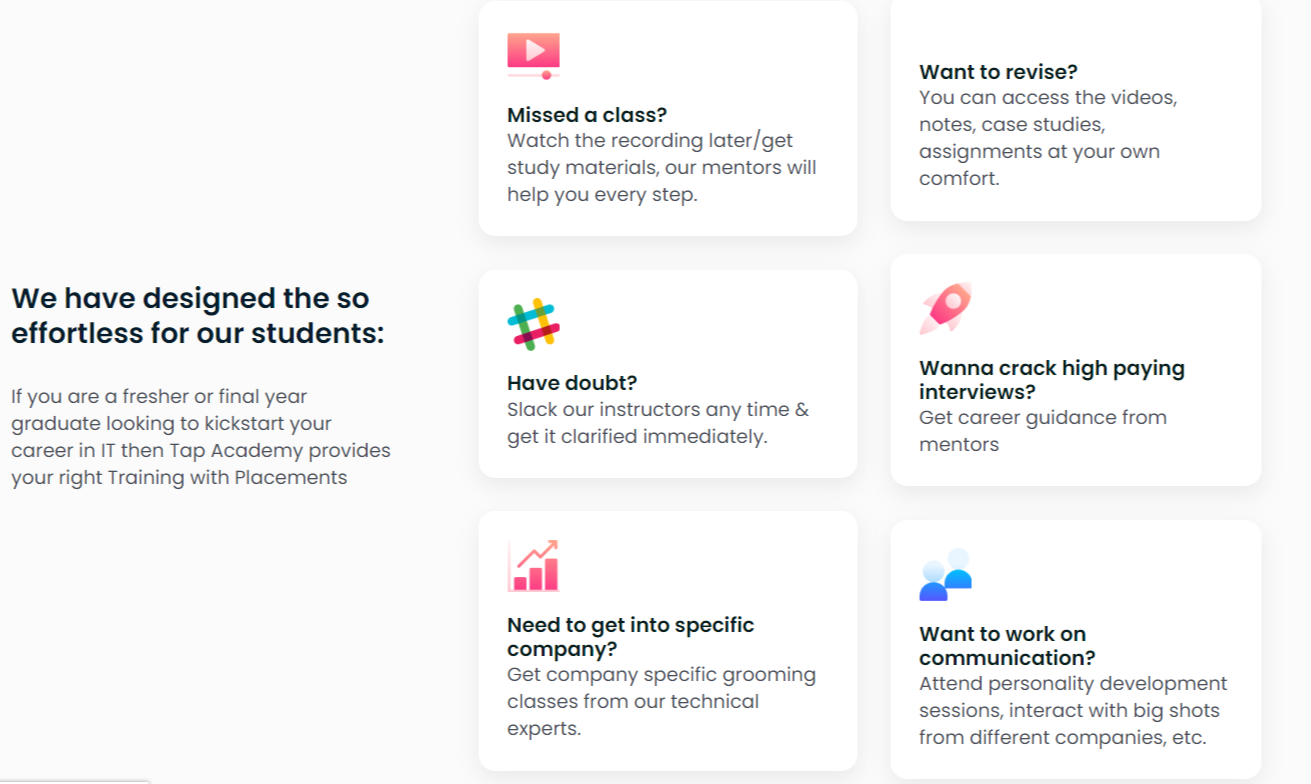 We have designed the so
effortless for our students:
If you are a fresher or final year
graduate looking to kickstart your
career in IT then Tap Academy provides
your right Training with Placements
Missed a class?
Watch the recording later/get
study materials, our mentors will
help you every step.
Have doubt?
Slack our instructors any time &
get it clarified immediately.
Need to get into specific
company?
Get company specific grooming
classes from our technical
experts.
Want to revise?
You can access the videos,
notes, case studies,
assignments at your own
comfort.
Wanna crack high paying
interviews?
Get career guidance from
mentors
Want to work on
communication?
Attend personality development
sessions, interact with big shots
from different companies, etc.